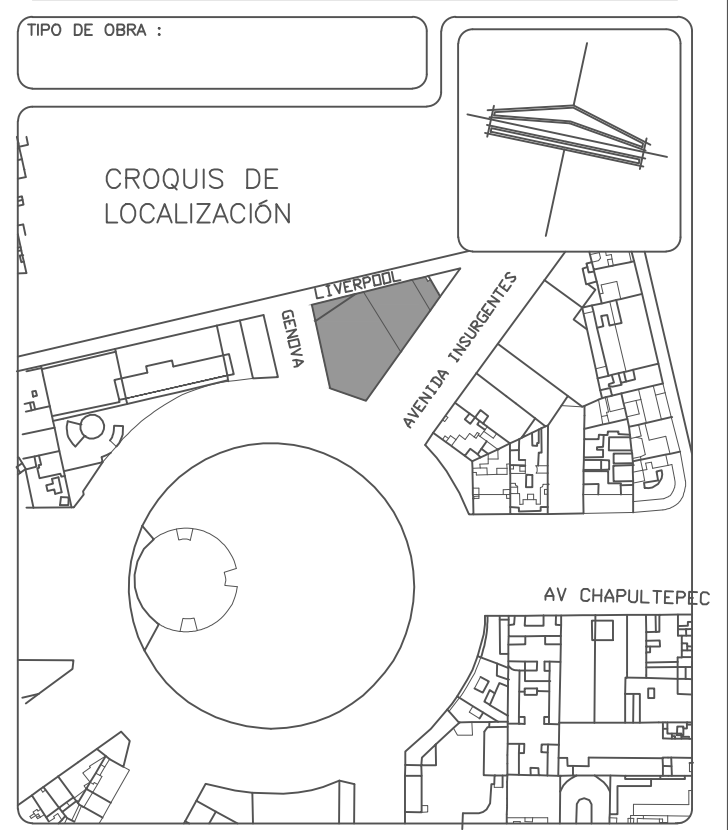 TIPO DE OBRA :
CROQUIS DE
LOCALIZACIÓN
LIVERPOOL
GENOVA
AVENIDA INSURGENTES
AV CHAPULTEPEC